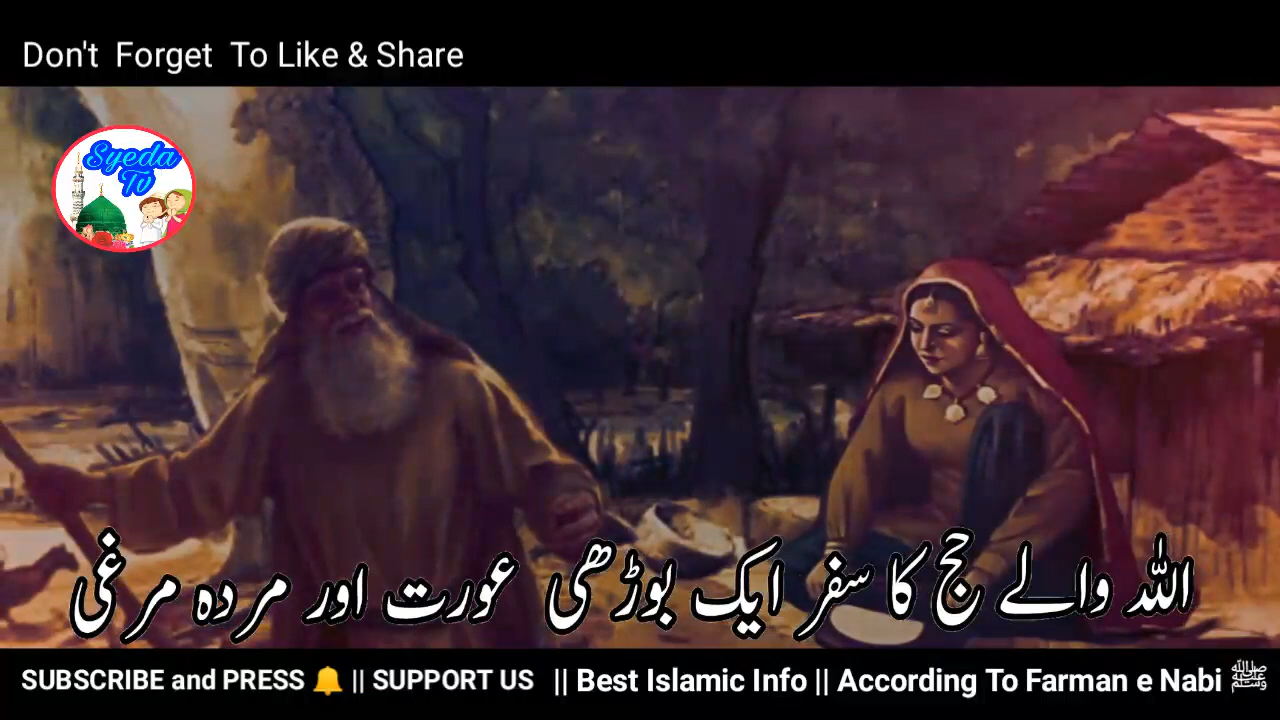 Don't Forget To Like & Share
Syeda
Tv
اللہ والے حج کا سفر ایک بوڑھی عورت اور مردہ مرغی
SUBSCRIBE and PRESS 🔔 || SUPPORT US || Best Islamic Info || According To Farman e Nabi ﷺ